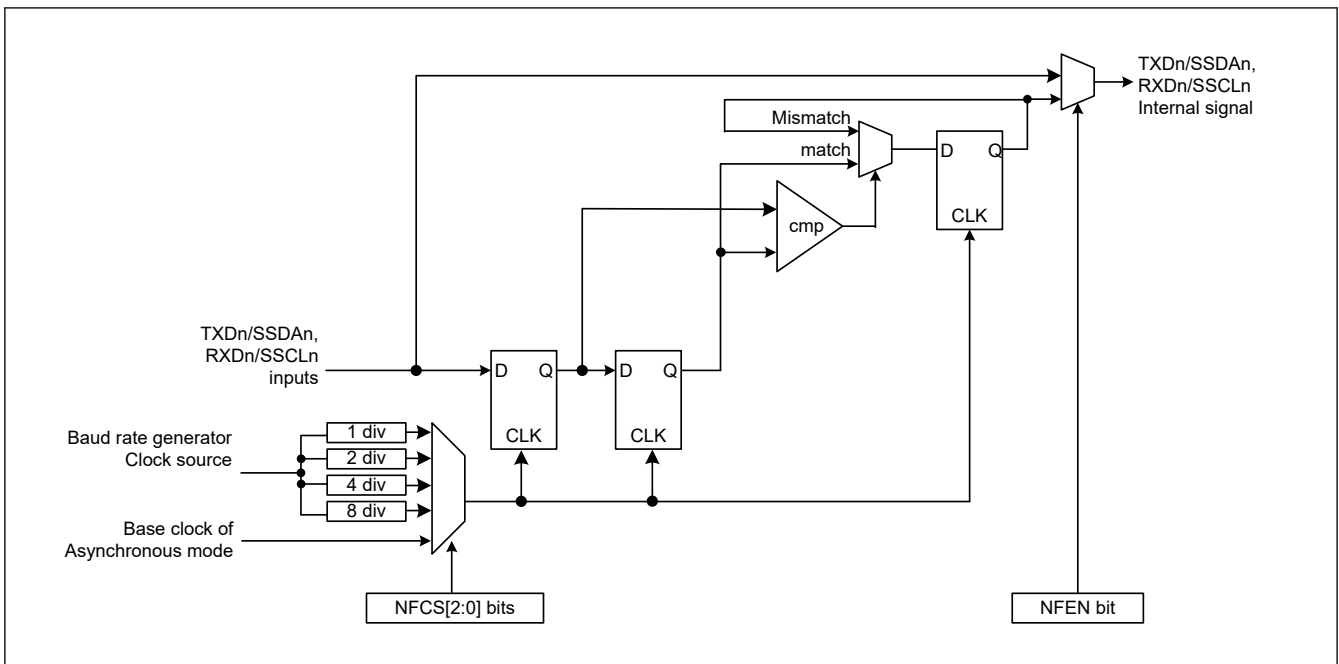 TXDn/SSDAn,
RXDn/SSCLn
Internal signal
Mismatch
match
D
Q
CLK
cmp
TXDn/SSDAn,
RXDn/SSCLn
inputs
D
Q
CLK
D
Q
CLK
Baud rate generator
Clock source
1 div
2 div
4 div
8 div
Base clock of
Asynchronous mode
NFCS[2:0] bits
NFEN bit